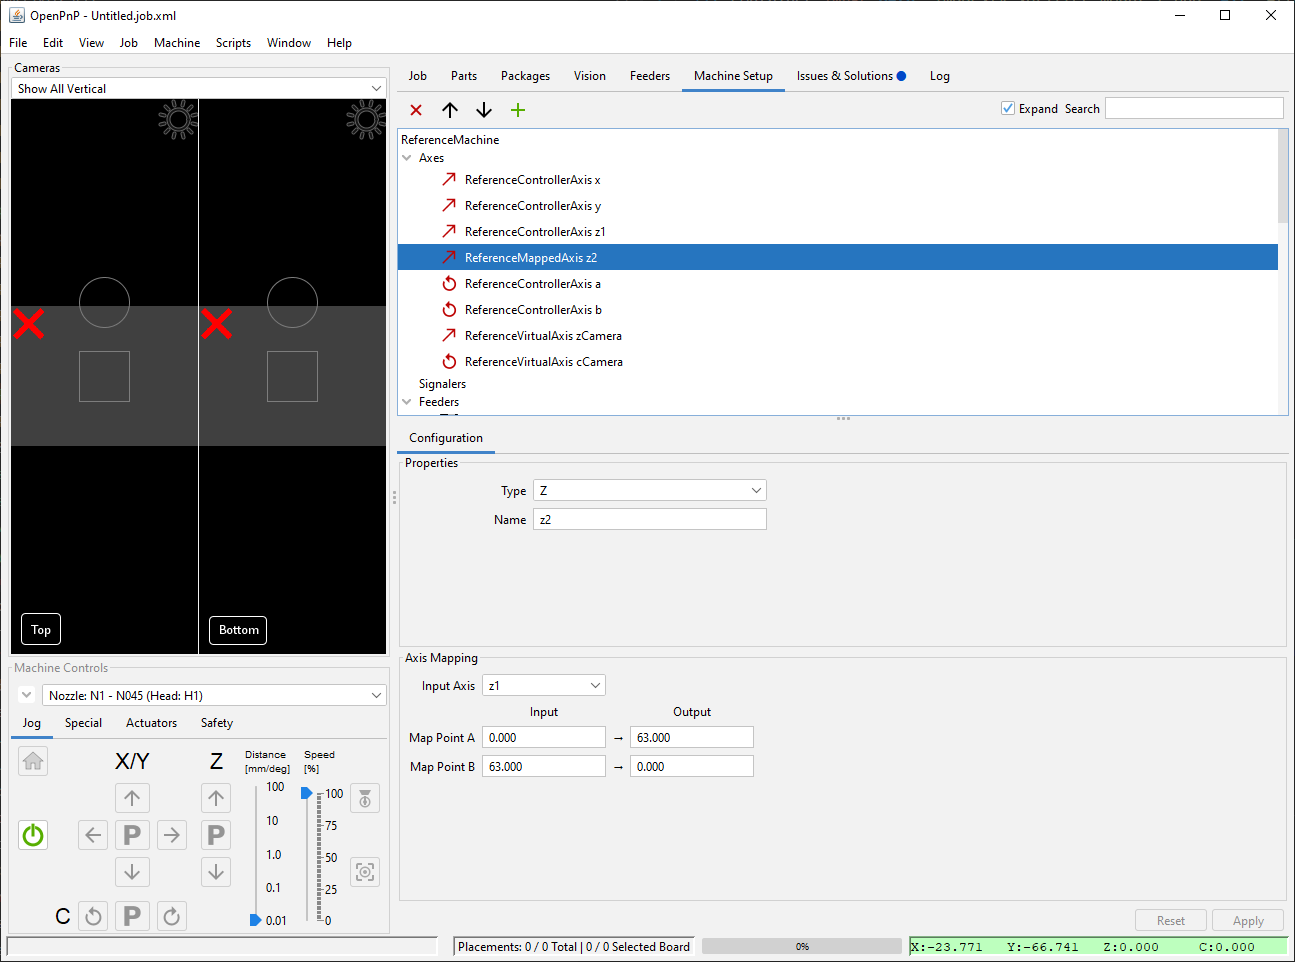 OpenPnP - Untitled.job.xml
File Edit View Job Machine Scripts Window Help
Cameras
Show All Vertical
Top
Bottom
Machine Controls
Nozzle: N1 - N045 (Head: H1)
Jog Special Actuators Safety
X/Y Z
Distance
[mm/deg]
Speed
[%]
100
10
1.0
0.1
0.01
100
75
50
25
0
P P
C P
Job Parts Packages Vision Feeders Machine Setup Issues & Solutions Log
Expand Search
ReferenceMachine
Axes
ReferenceControllerAxis x
ReferenceControllerAxis y
ReferenceControllerAxis z1
ReferenceMappedAxis z2
ReferenceControllerAxis a
ReferenceControllerAxis b
ReferenceVirtualAxis zCamera
ReferenceVirtualAxis cCamera
Signalers
Feeders
Configuration
Properties
Type Z
Name z2
Axis Mapping
Input Axis z1
Input Output
Map Point A 0.000 → 63.000
Map Point B 63.000 → 0.000
Reset Apply
Placements: 0 / 0 Total | 0 / 0 Selected Board
0%
X:-23.771 Y:-66.741 Z:0.000 C:0.000